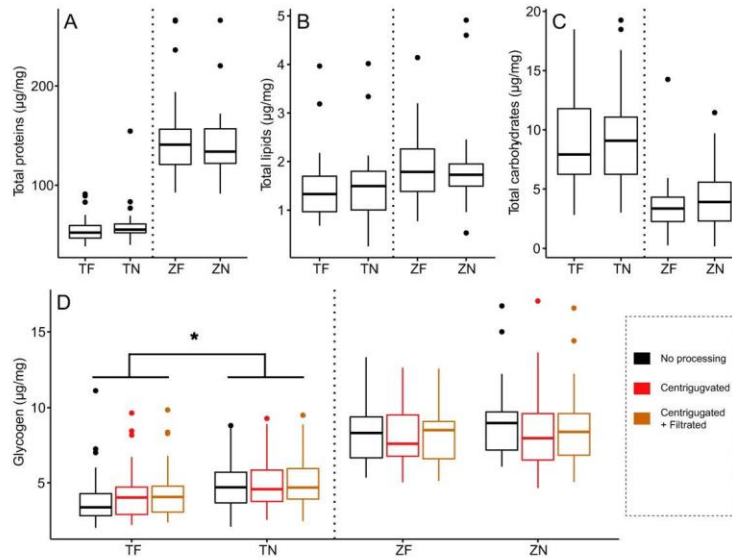 A
Total proteins (µg/mg)
200
100
TF TN ZF ZN
B
Total lipids (µg/mg)
5
4
3
2
1
TF TN ZF ZN
C
Total carbohydrates (µg/mg)
20
15
10
5
0
TF TN ZF ZN
D
Glycogen (µg/mg)
15
10
5
*
TF TN ZF ZN
No processing
Centrigugvated
Centrigugated
+ Filtrated